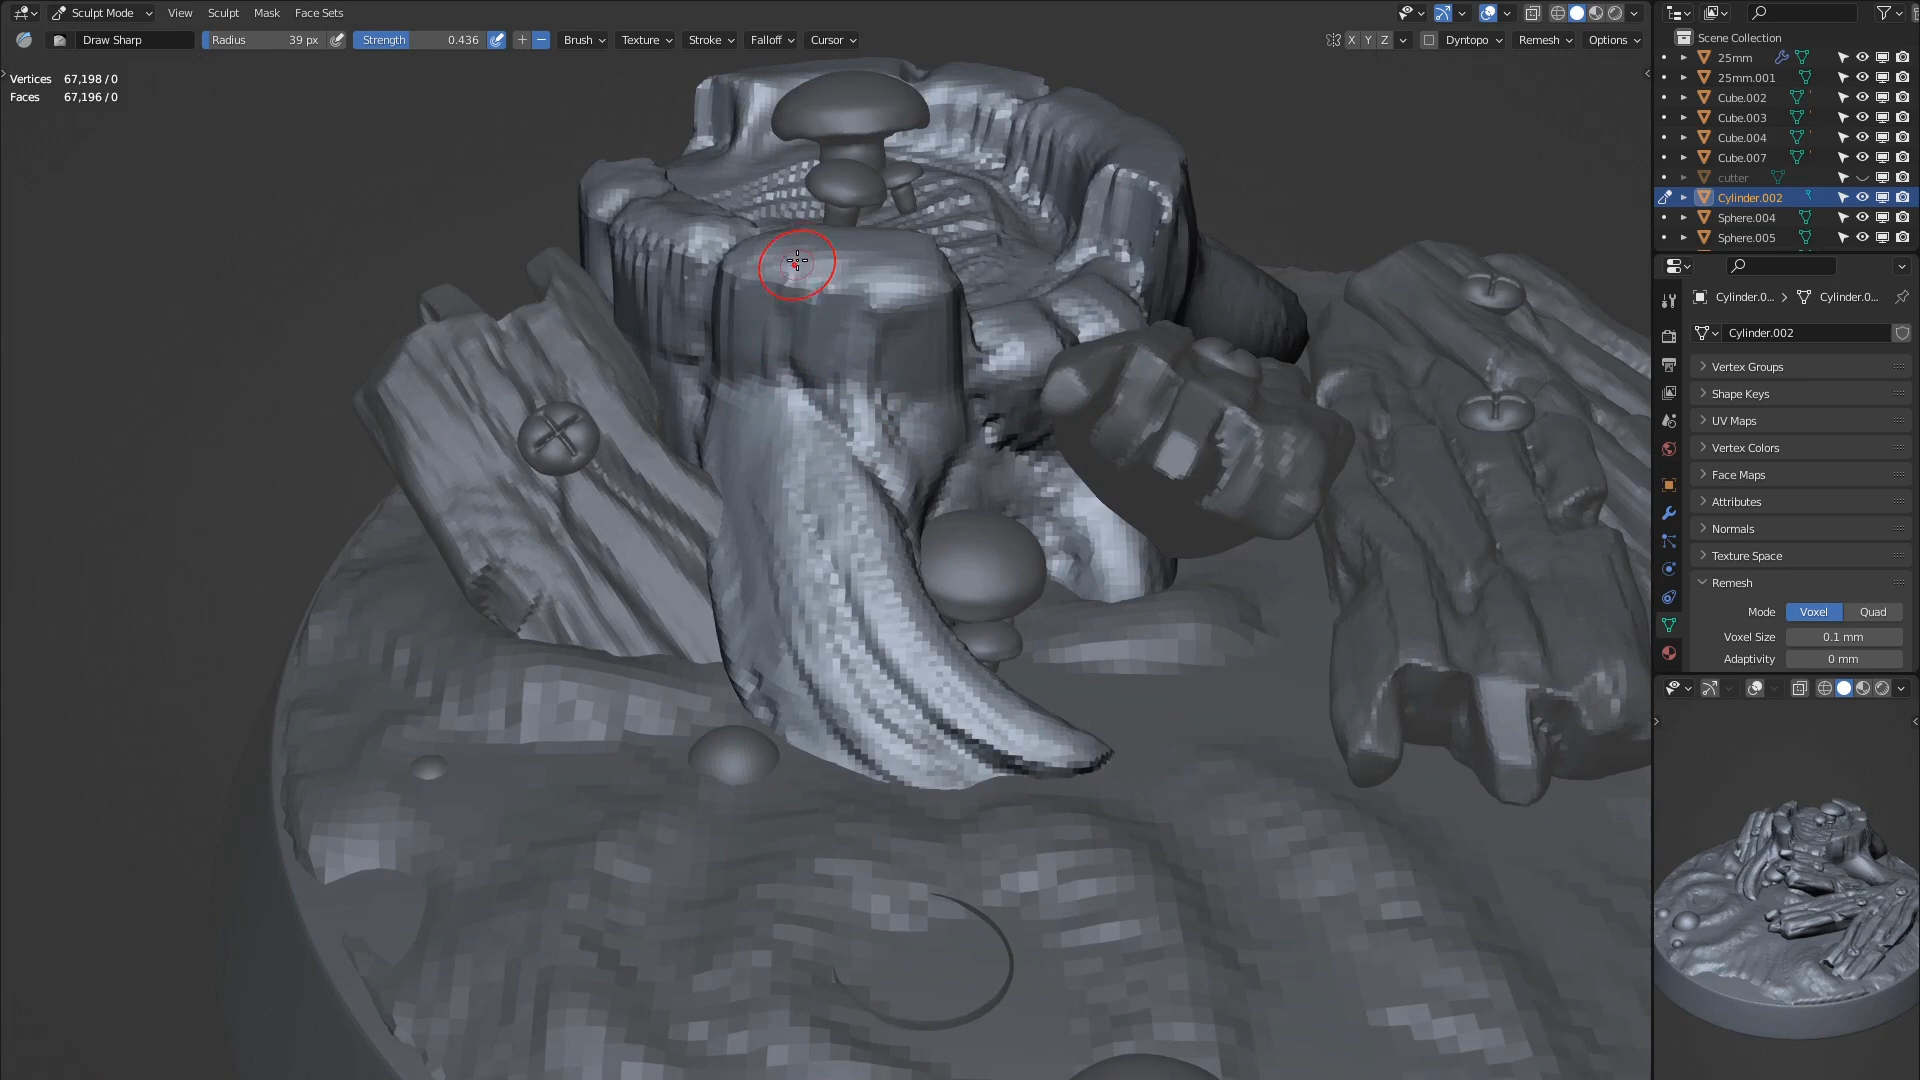 Sculpt Mode View Sculpt Mask Face Sets
Draw Sharp Radius 39 px Strength 0.436 Brush Texture Stroke Falloff Cursor X Y Z Dyntopo Remesh Options
Vertices 67,198 / 0
Faces 67,196 / 0
Scene Collection
25mm
25mm.001
Cube.002
Cube.003
Cube.004
Cube.007
cutter
Cylinder.002
Sphere.004
Sphere.005
Cylinder.0... Cylinder.0...
Cylinder.002
Vertex Groups
Shape Keys
UV Maps
Vertex Colors
Face Maps
Attributes
Normals
Texture Space
Remesh
Mode Voxel Quad
Voxel Size 0.1 mm
Adaptivity 0 mm